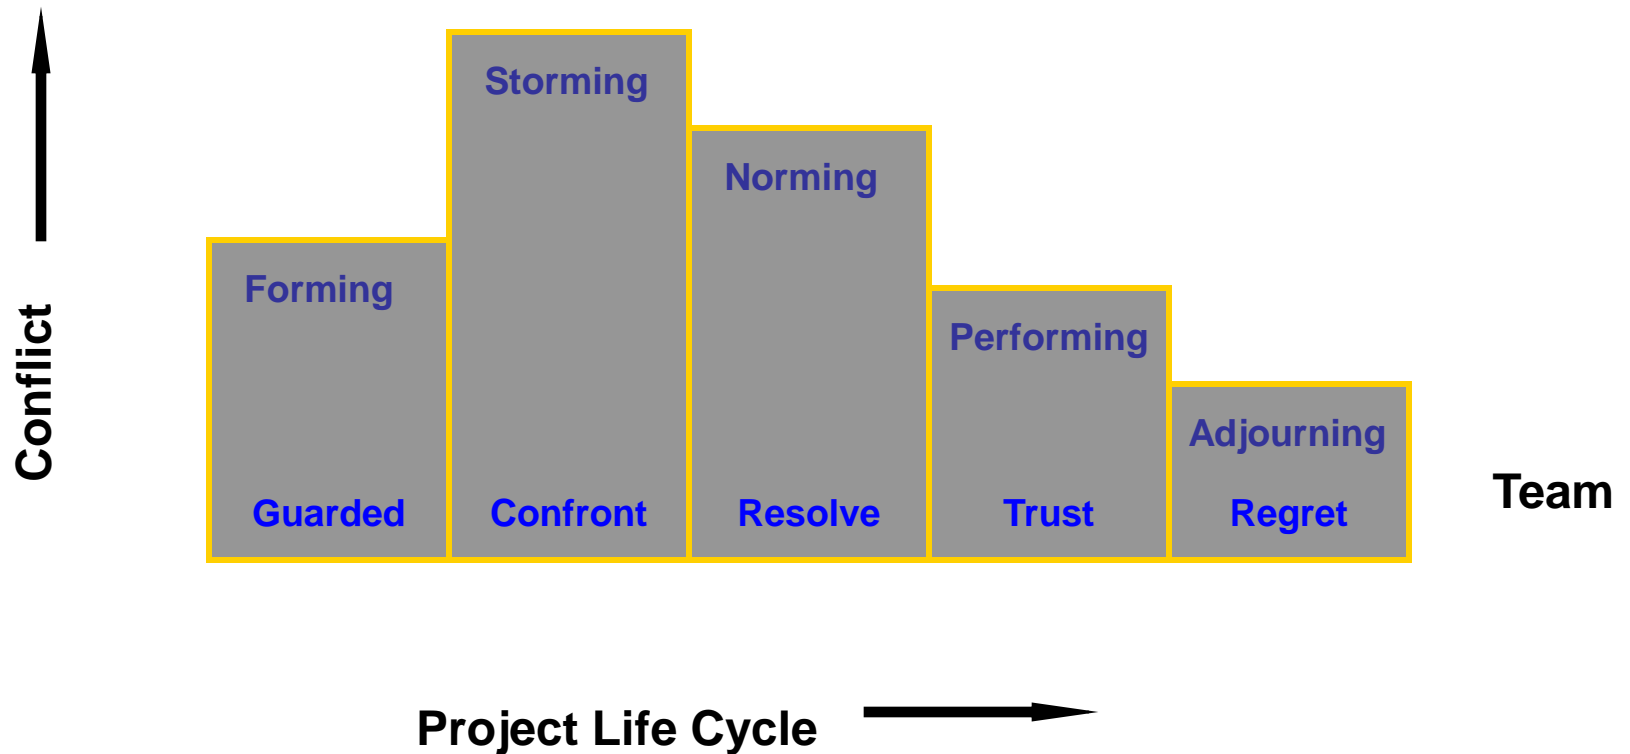 Conflict
Storming
Norming
Forming
Performing
Adjourning
Guarded
Confront
Resolve
Trust
Regret
Team
Project Life Cycle